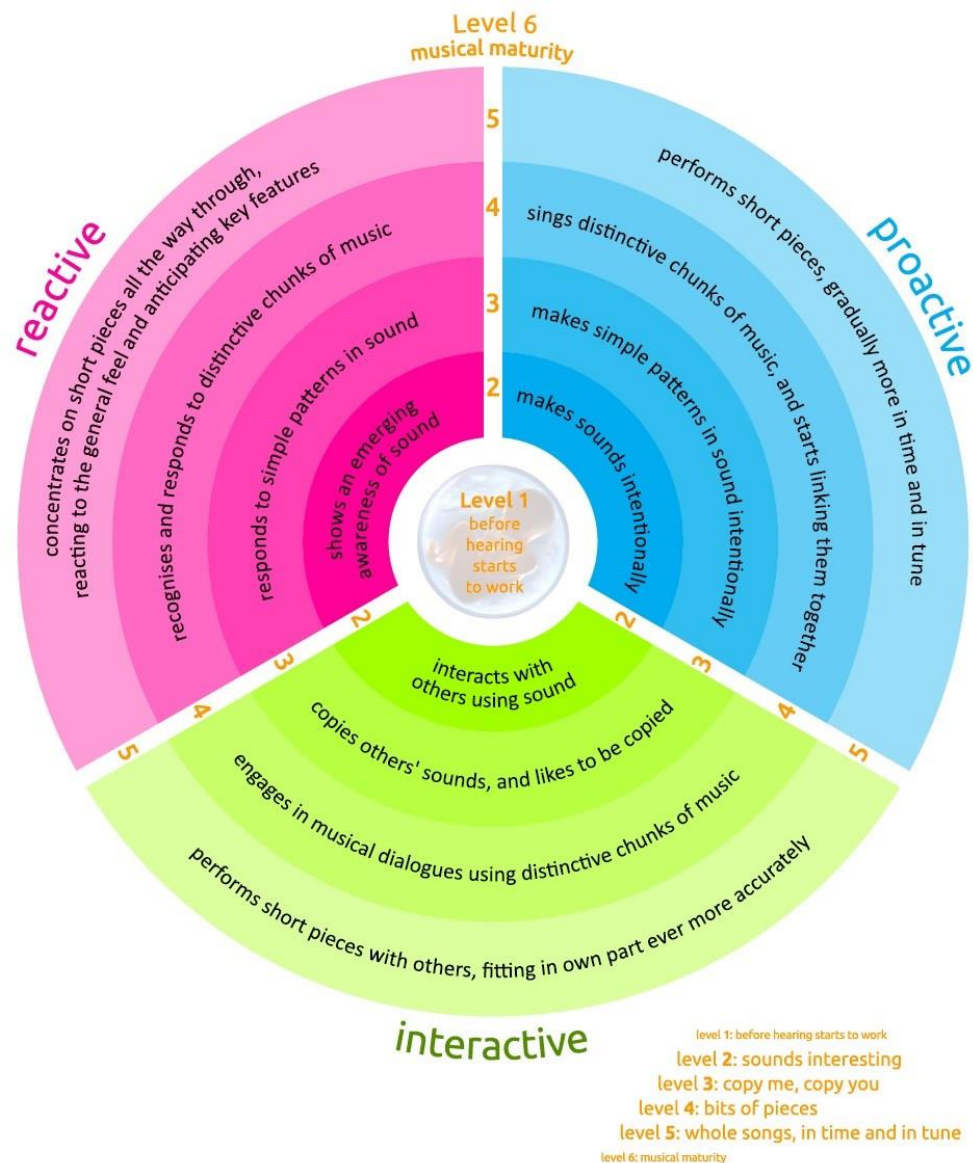 Level 6
musical maturity
reactive
5
4
3
2
concentrates on short pieces all the way through,
reacting to the general feel and anticipating key features
recognises and responds to distinctive chunks of music
responds to simple patterns in sound
shows an emerging
awareness of sound
proactive
performs short pieces, gradually more in time and in tune
sings distinctive chunks of music, and starts linking them together
makes simple patterns in sound intentionally
makes sounds intentionally
Level 1
before
hearing
starts
to work
2
3
4
5
2
3
4
5
interacts with
others using sound
copies others' sounds, and likes to be copied
engages in musical dialogues using distinctive chunks of music
performs short pieces with others, fitting in own part ever more accurately
interactive
level 1: before hearing starts to work
level 2: sounds interesting
level 3: copy me, copy you
level 4: bits of pieces
level 5: whole songs, in time and in tune
level 6: musical maturity